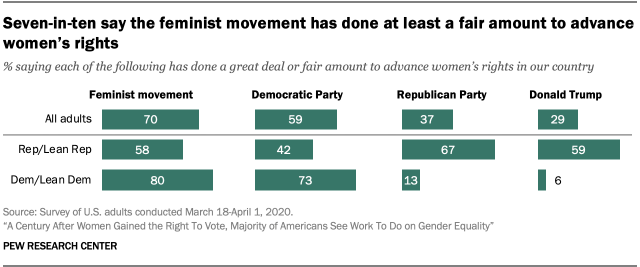 Seven-in-ten say the feminist movement has done at least a fair amount to advance
women’s rights
% saying each of the following has done a great deal or fair amount to advance women’s rights in our country
Feminist movement Democratic Party Republican Party Donald Trump
All adults 70 59 37 29
Rep/Lean Rep 58 42 67 59
Dem/Lean Dem 80 73 13 6
Source: Survey of U.S. adults conducted March 18-April 1, 2020.
“A Century After Women Gained the Right To Vote, Majority of Americans See Work To Do on Gender Equality”
PEW RESEARCH CENTER